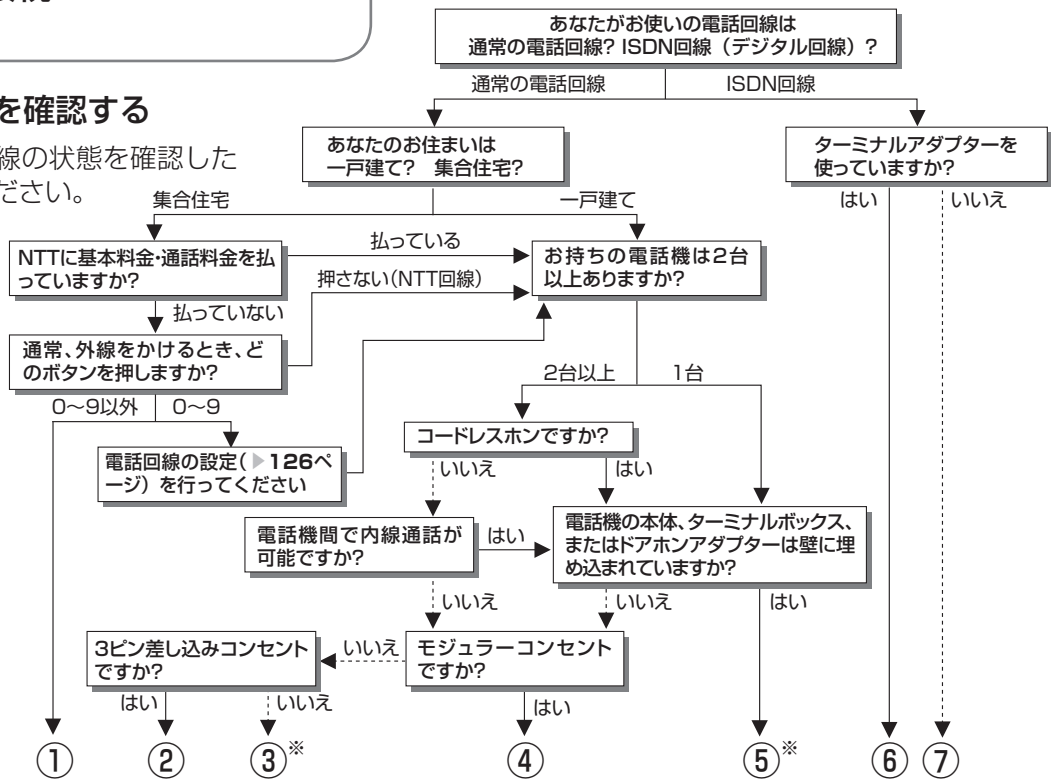 あなたがお使いの電話回線は
通常の電話回線? ISDN回線(デジタル回線)?
通常の電話回線
ISDN回線
を確認する
線の状態を確認した
ださい。
あなたのお住まいは
一戸建て? 集合住宅?
ターミナルアダプターを
使っていますか?
はい
いいえ
集合住宅
一戸建て
NTTに基本料金・通話料金を払
っていますか?
払っている
お持ちの電話機は2台
以上ありますか?
押さない(NTT回線)
払っていない
通常、外線をかけるとき、ど
のボタンを押しますか?
0〜9以外
0〜9
2台以上
1台
電話回線の設定(▶126ペ
ージ)を行ってください
コードレスホンですか?
いいえ
はい
電話機間で内線通話が
可能ですか?
はい
電話機の本体、ターミナルボックス、
またはドアホンアダプターは壁に埋
め込まれていますか?
いいえ
いいえ
はい
3ピン差し込みコンセント
ですか?
いいえ
モジュラーコンセント
ですか?
はい
いいえ
はい
①
②
③※
④
⑤※
⑥
⑦